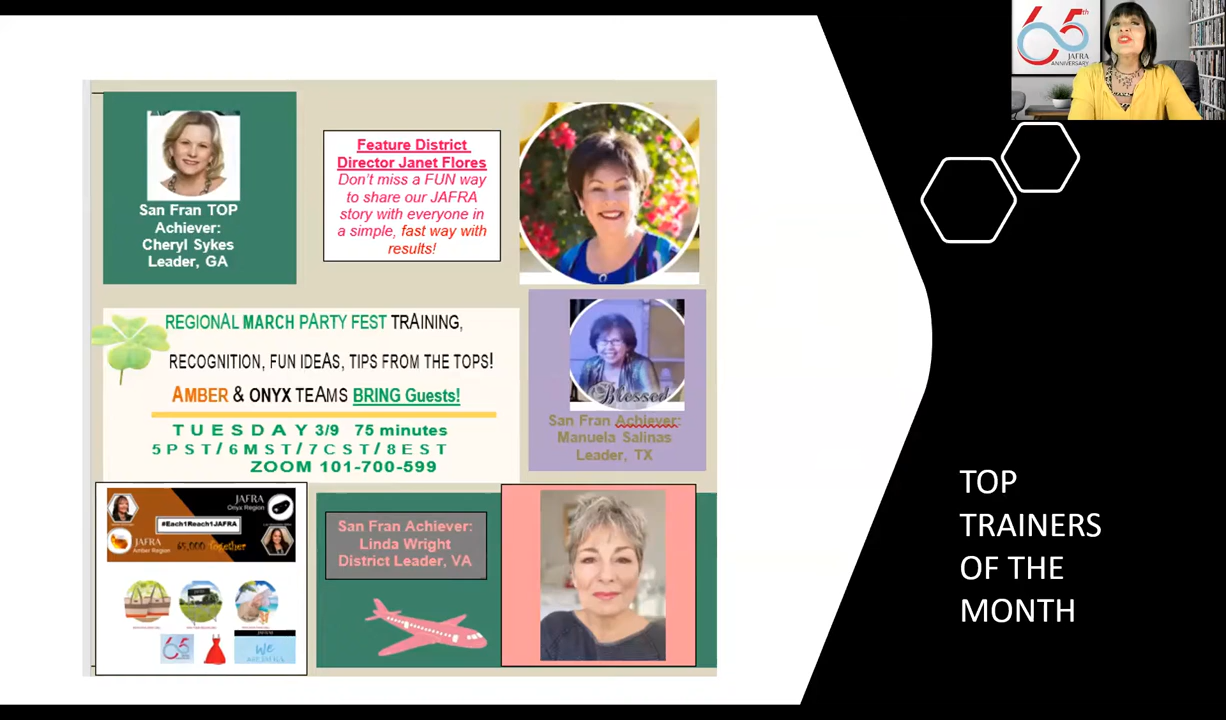 65th
JAFRA
ANNIVERSARY
San Fran TOP
Achiever:
Cheryl Sykes
Leader, GA
Feature District
Director Janet Flores
Don't miss a FUN way
to share our JAFRA
story with everyone in
a simple, fast way with
results!
REGIONAL MARCH PARTY FEST TRAINING,
RECOGNITION, FUN IDEAS, TIPS FROM THE TOPS!
AMBER & ONYX TEAMS BRING Guests!
TUESDAY 3/9 75 minutes
5PST/6MST/7CST/8EST
ZOOM 101-700-599
Blessed
San Fran Achiever:
Manuela Salinas
Leader, TX
JAFRA
Onyx Region
#Each1Reach1JAFRA
JAFRA
Amber Region
65,000 Together
65
We
San Fran Achiever:
Linda Wright
District Leader, VA
TOP
TRAINERS
OF THE
MONTH